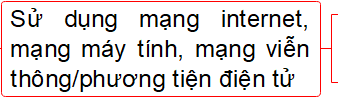 Sử dụng mạng internet,
mạng máy tính, mạng viễn
thông/phương tiện điện tử